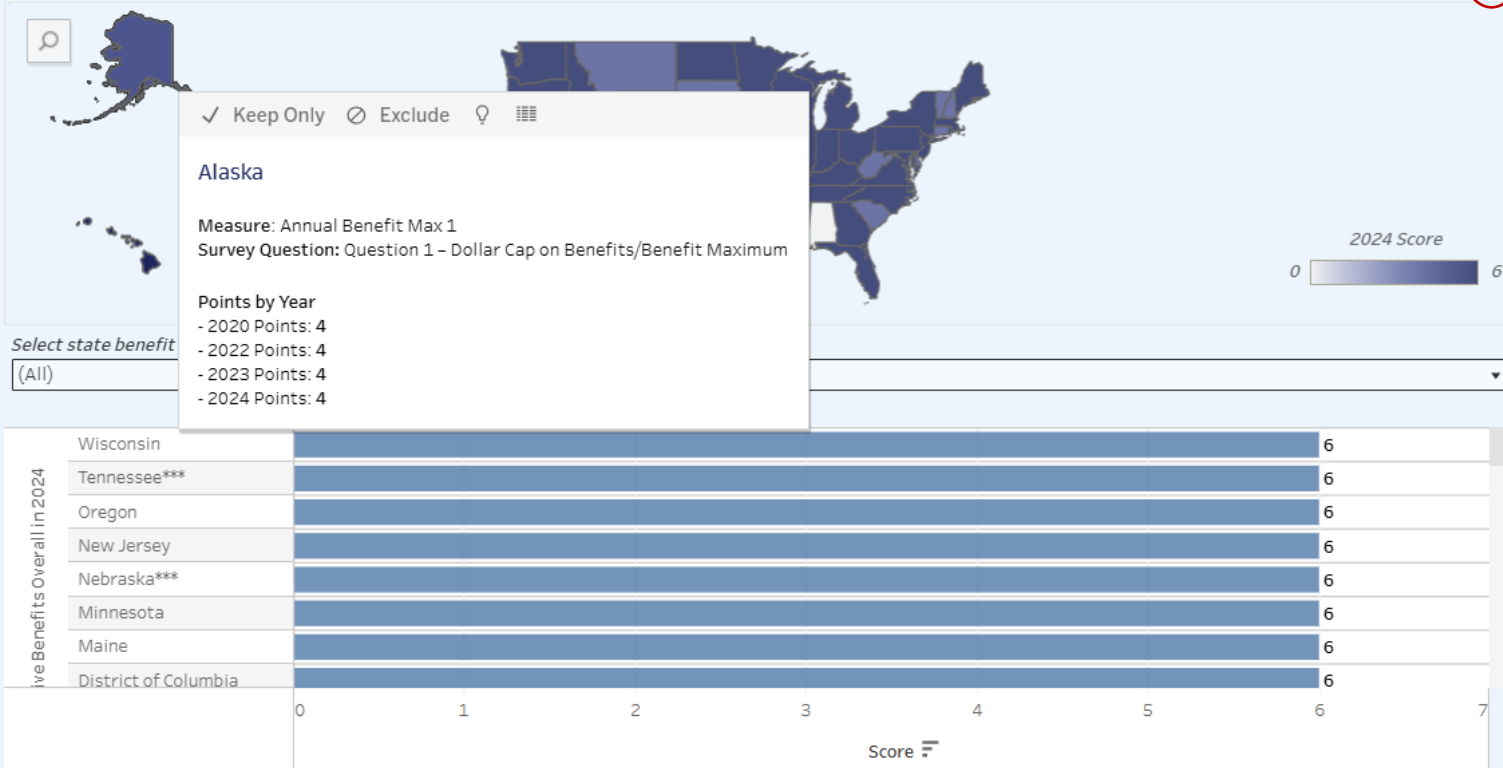 Keep Only Exclude
Alaska
Measure: Annual Benefit Max 1
Survey Question: Question 1 – Dollar Cap on Benefits/Benefit Maximum
Points by Year
- 2020 Points: 4
- 2022 Points: 4
- 2023 Points: 4
- 2024 Points: 4
2024 Score
0 6
Select state benefit
(All)
ive Benefits Overall in 2024
Wisconsin 6
Tennessee*** 6
Oregon 6
New Jersey 6
Nebraska*** 6
Minnesota 6
Maine 6
District of Columbia 6
0 1 2 3 4 5 6 7
Score